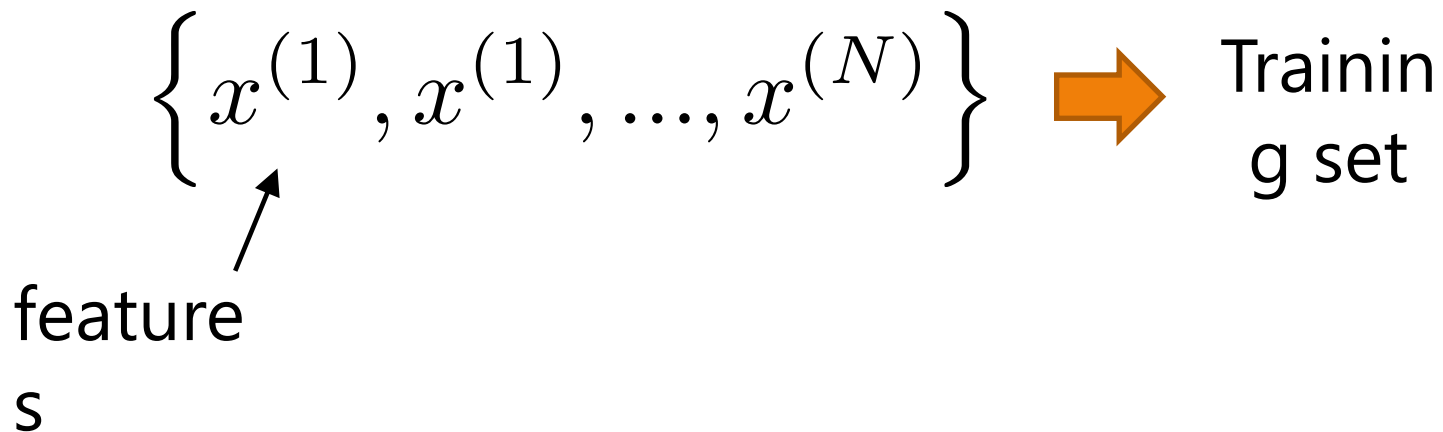 {x^(1), x^(1), ..., x^(N)}
Trainin
g set
feature
s